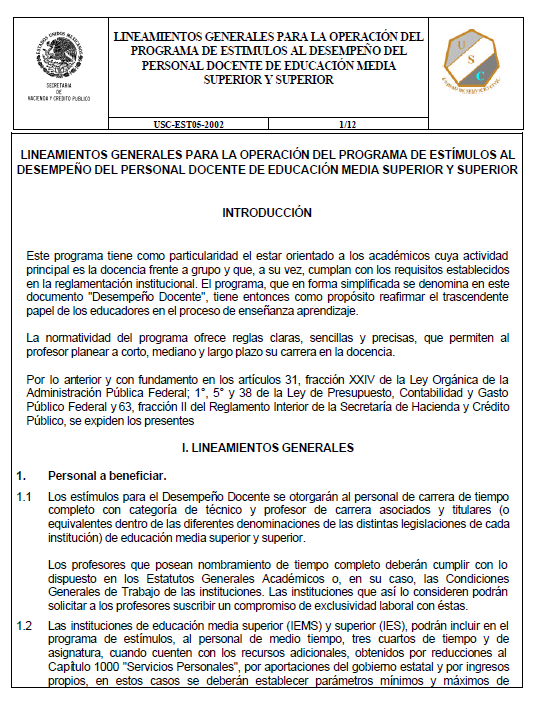 ESTADOS UNIDOS MEXICANOS
SECRETARIA
DE
HACIENDA Y CREDITO PUBLICO
LINEAMIENTOS GENERALES PARA LA OPERACIÓN DEL
PROGRAMA DE ESTIMULOS AL DESEMPEÑO DEL
PERSONAL DOCENTE DE EDUCACIÓN MEDIA
SUPERIOR Y SUPERIOR
USC-EST05-2002
1/12
U
S
C
UNIDAD DE SERVICIO CIVIL
LINEAMIENTOS GENERALES PARA LA OPERACIÓN DEL PROGRAMA DE ESTÍMULOS AL
DESEMPEÑO DEL PERSONAL DOCENTE DE EDUCACIÓN MEDIA SUPERIOR Y SUPERIOR
INTRODUCCIÓN
Este programa tiene como particularidad el estar orientado a los académicos cuya actividad
principal es la docencia frente a grupo y que, a su vez, cumplan con los requisitos establecidos
en la reglamentación institucional. El programa, que en forma simplificada se denomina en este
documento "Desempeño Docente", tiene entonces como propósito reafirmar el trascendente
papel de los educadores en el proceso de enseñanza aprendizaje.
La normatividad del programa ofrece reglas claras, sencillas y precisas, que permiten al
profesor planear a corto, mediano y largo plazo su carrera en la docencia.
Por lo anterior y con fundamento en los artículos 31, fracción XXIV de la Ley Orgánica de la
Administración Pública Federal; 1°, 5° y 38 de la Ley de Presupuesto, Contabilidad y Gasto
Público Federal y 63, fracción II del Reglamento Interior de la Secretaría de Hacienda y Crédito
Público, se expiden los presentes
I. LINEAMIENTOS GENERALES
1. Personal a beneficiar.
1.1 Los estímulos para el Desempeño Docente se otorgarán al personal de carrera de tiempo
completo con categoría de técnico y profesor de carrera asociados y titulares (o
equivalentes dentro de las diferentes denominaciones de las distintas legislaciones de cada
institución) de educación media superior y superior.
Los profesores que posean nombramiento de tiempo completo deberán cumplir con lo
dispuesto en los Estatutos Generales Académicos o, en su caso, las Condiciones
Generales de Trabajo de las instituciones. Las instituciones que así lo consideren podrán
solicitar a los profesores suscribir un compromiso de exclusividad laboral con éstas.
1.2 Las instituciones de educación media superior (IEMS) y superior (IES), podrán incluir en el
programa de estímulos, al personal de medio tiempo, tres cuartos de tiempo y de
asignatura, cuando cuenten con los recursos adicionales, obtenidos por reducciones al
Capítulo 1000 "Servicios Personales", por aportaciones del gobierno estatal y por ingresos
propios, en estos casos se deberán establecer parámetros mínimos y máximos de